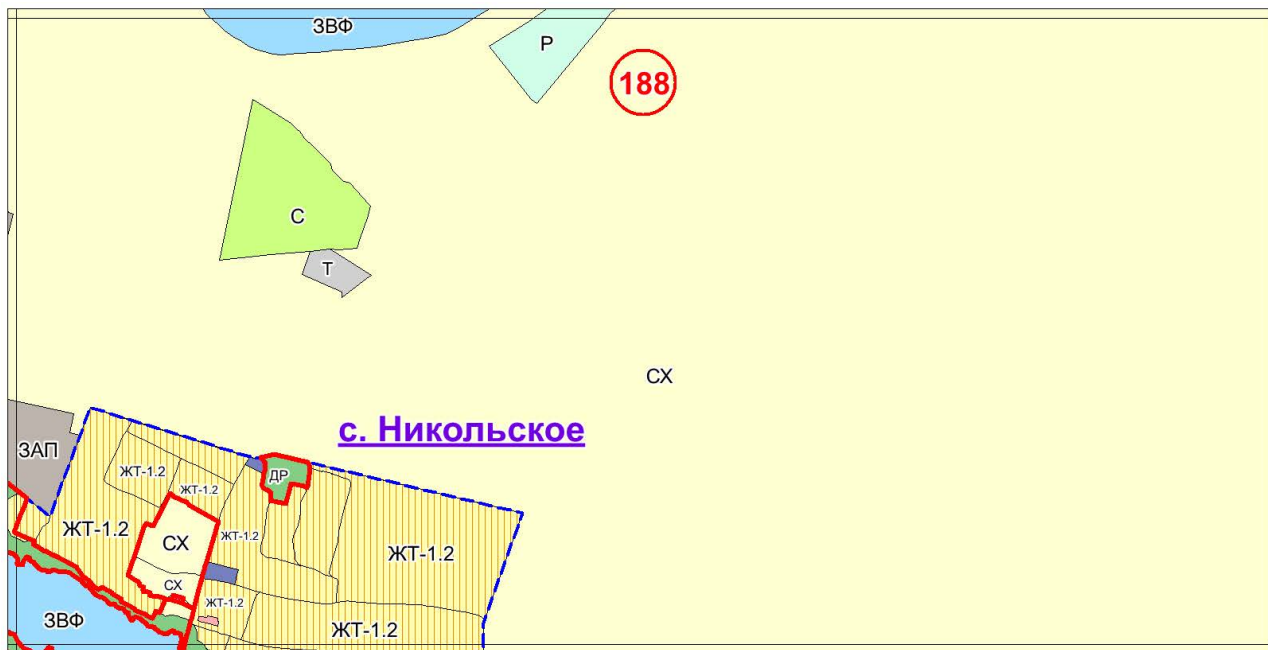 ЗВФ
Р
188
С
Т
СХ
с. Никольское
ЗАП
ЖТ-1.2
ДР
ЖТ-1.2
ЖТ-1.2
СХ
ЖТ-1.2
ЖТ-1.2
СХ
ЖТ-1.2
ЗВФ
ЖТ-1.2